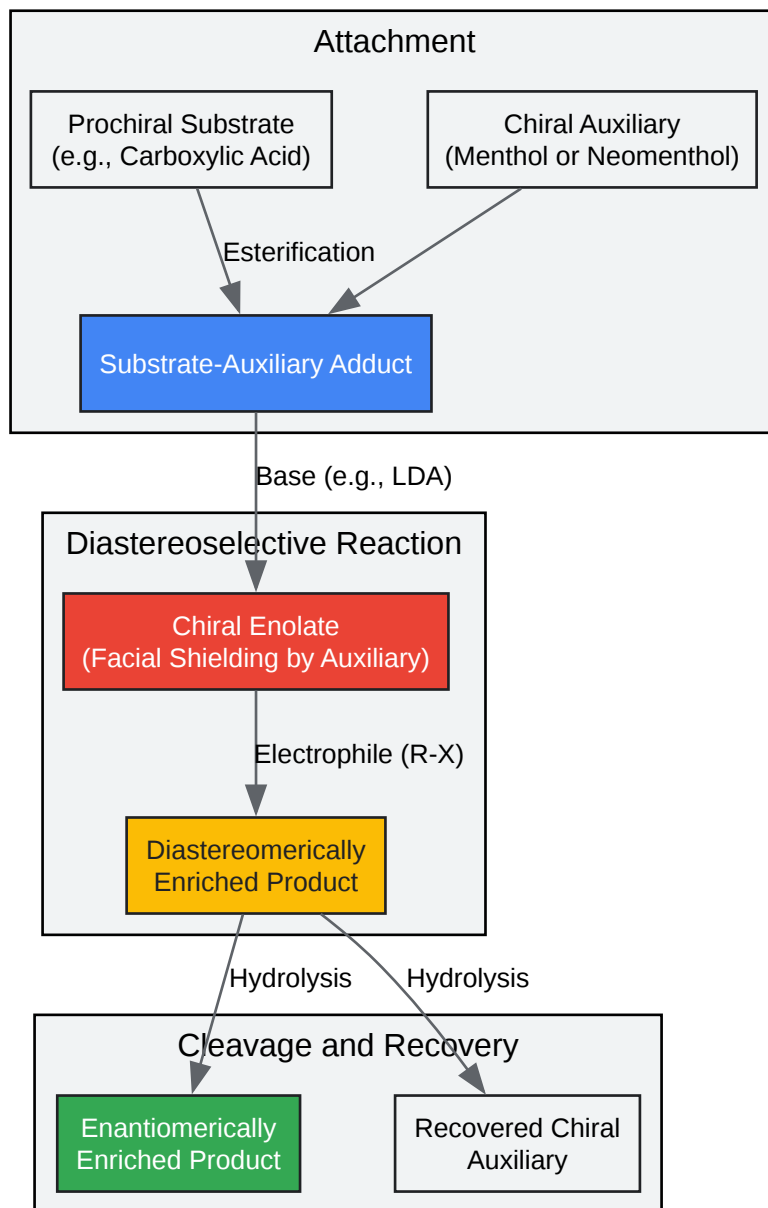 Attachment
Prochiral Substrate
(e.g., Carboxylic Acid)
Chiral Auxiliary
(Menthol or Neomenthol)
Esterification
Substrate-Auxiliary Adduct
Base (e.g., LDA)
Diastereoselective Reaction
Chiral Enolate
(Facial Shielding by Auxiliary)
Electrophile (R-X)
Diastereomerically
Enriched Product
Hydrolysis
Hydrolysis
Cleavage and Recovery
Enantiomerically
Enriched Product
Recovered Chiral
Auxiliary